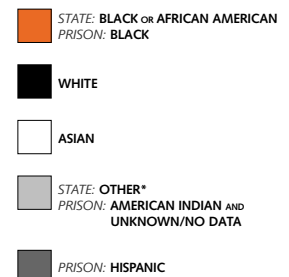 STATE: BLACK OR AFRICAN AMERICAN
PRISON: BLACK
WHITE
ASIAN
STATE: OTHER*
PRISON: AMERICAN INDIAN AND
UNKNOWN/NO DATA
PRISON: HISPANIC